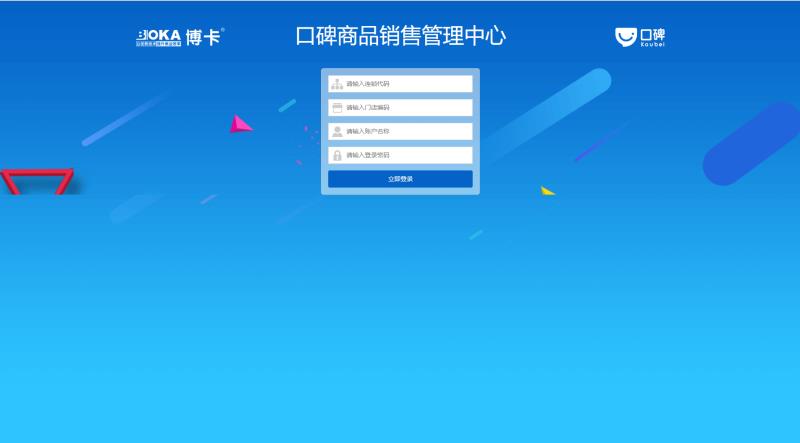 BOKA 博卡®
口碑商品销售管理中心
口碑
Koubei
请输入连锁代码
请输入门店编码
请输入账户名称
请输入登录密码
立即登录